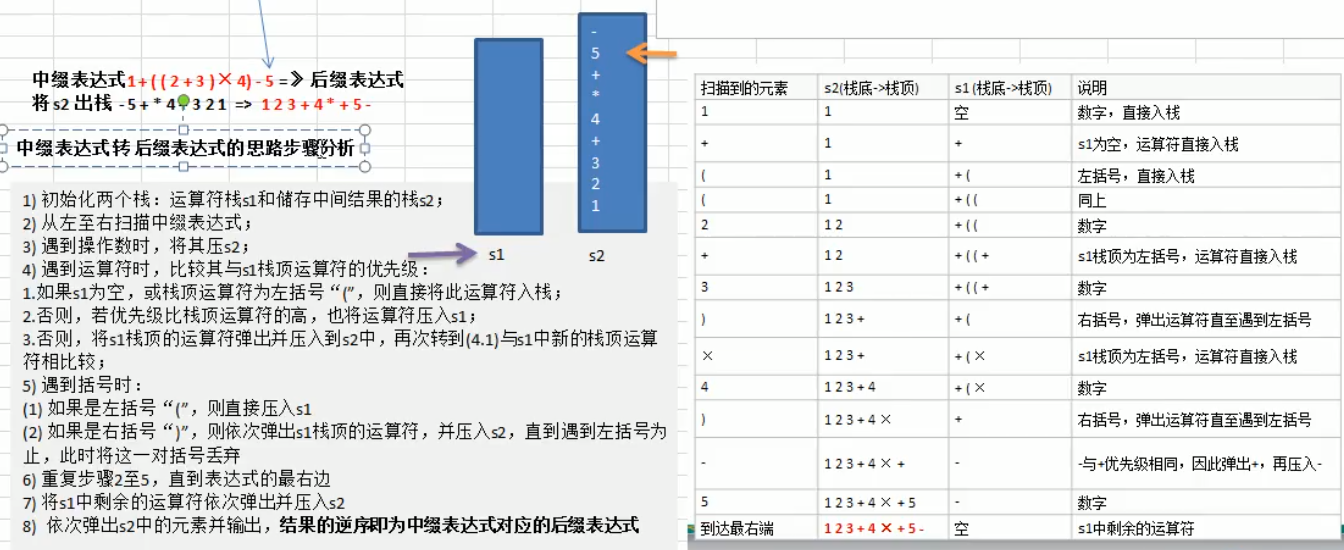 中缀表达式1+((2+3)×4)-5=》后缀表达式
将s2出栈 -5+*4+321 => 123+4*+5-
中缀表达式转后缀表达式的思路步骤分析
1) 初始化两个栈：运算符栈s1和储存中间结果的栈s2；
2) 从左至右扫描中缀表达式；
3) 遇到操作数时，将其压s2；
4) 遇到运算符时，比较其与s1栈顶运算符的优先级：
1.如果s1为空，或栈顶运算符为左括号“(”，则直接将此运算符入栈；
2.否则，若优先级比栈顶运算符的高，也将运算符压入s1；
3.否则，将s1栈顶的运算符弹出并压入到s2中，再次转到(4.1)与s1中新的栈顶运算
符相比较；
5) 遇到括号时：
(1) 如果是左括号“(”，则直接压入s1
(2) 如果是右括号“)”，则依次弹出s1栈顶的运算符，并压入s2，直到遇到左括号为
止，此时将这一对括号丢弃
6) 重复步骤2至5，直到表达式的最右边
7) 将s1中剩余的运算符依次弹出并压入s2
8) 依次弹出s2中的元素并输出，结果的逆序即为中缀表达式对应的后缀表达式
s1
-
5
+
*
4
+
3
2
1
s2
扫描到的元素 s2(栈底->栈顶) s1 (栈底->栈顶) 说明
1 1 空 数字，直接入栈
+ 1 + s1为空，运算符直接入栈
( 1 + ( 左括号，直接入栈
( 1 + ( ( 同上
2 1 2 + ( ( 数字
+ 1 2 + ( ( + s1栈顶为左括号，运算符直接入栈
3 1 2 3 + ( ( + 数字
) 1 2 3 + + ( 右括号，弹出运算符直至遇到左括号
× 1 2 3 + + ( × s1栈顶为左括号，运算符直接入栈
4 1 2 3 + 4 + ( × 数字
) 1 2 3 + 4 × + 右括号，弹出运算符直至遇到左括号
- 1 2 3 + 4 × + - -与+优先级相同，因此弹出+，再压入-
5 1 2 3 + 4 × + 5 - 数字
到达最右端 1 2 3 + 4 × + 5 - 空 s1中剩余的运算符